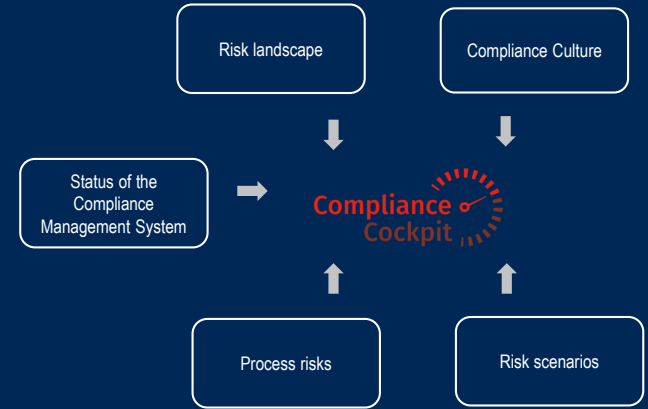 Risk landscape
Compliance Culture
Status of the
Compliance
Management System
Compliance
Cockpit
Process risks
Risk scenarios